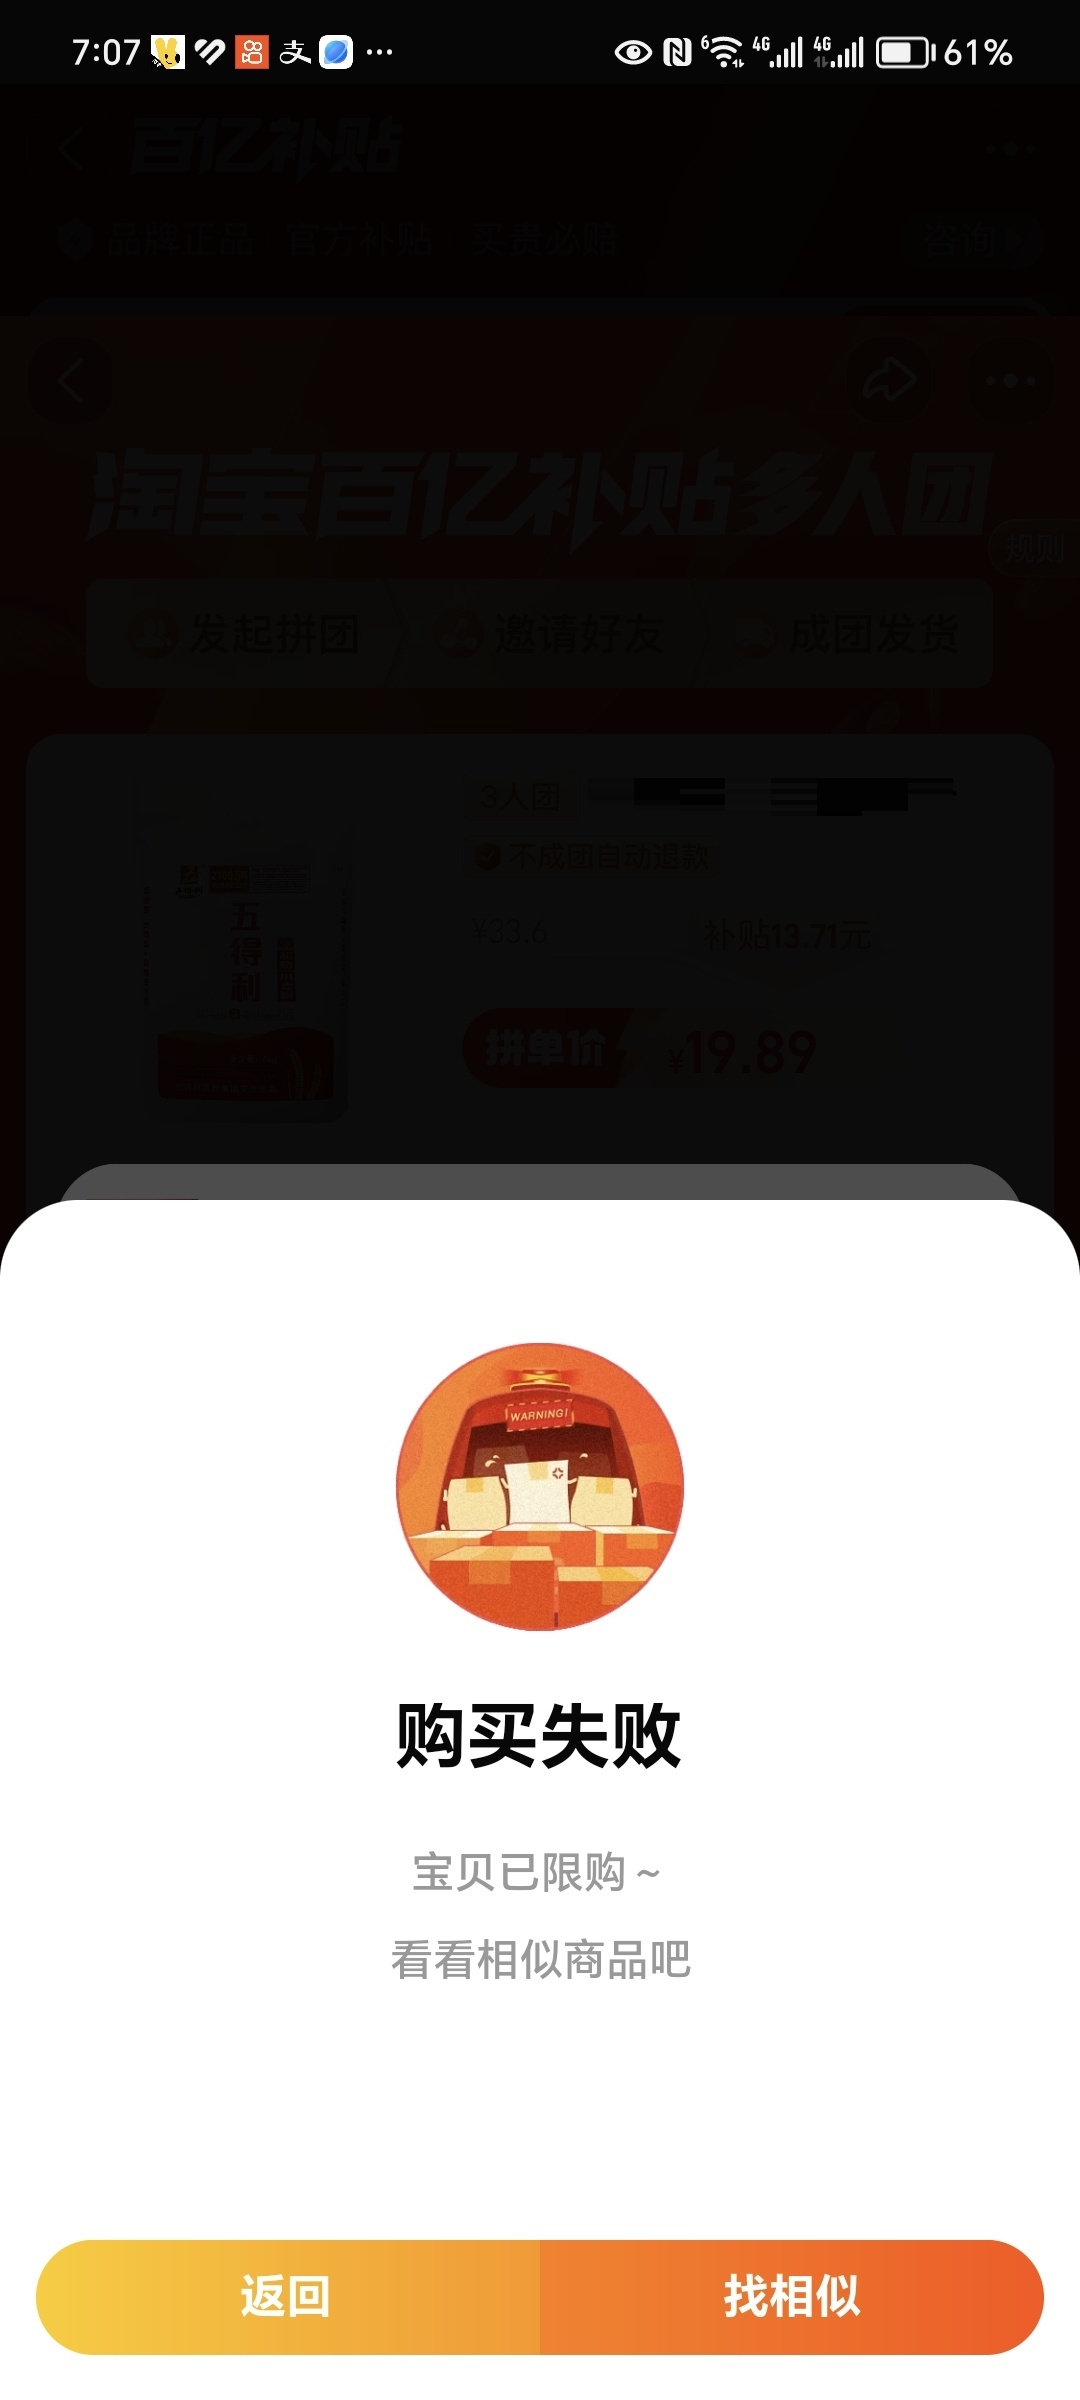 7:07
6 4G 4G 61%
百亿补贴
品牌正品 官方补贴 买贵必赔 咨询
淘宝百亿补贴多人团
规则
发起拼团 邀请好友 成团发货
3人团
不成团自动退款
五得利
¥33.6 补贴13.71元
拼单价 ¥19.89
WARNING!
购买失败
宝贝已限购~
看看相似商品吧
返回 找相似